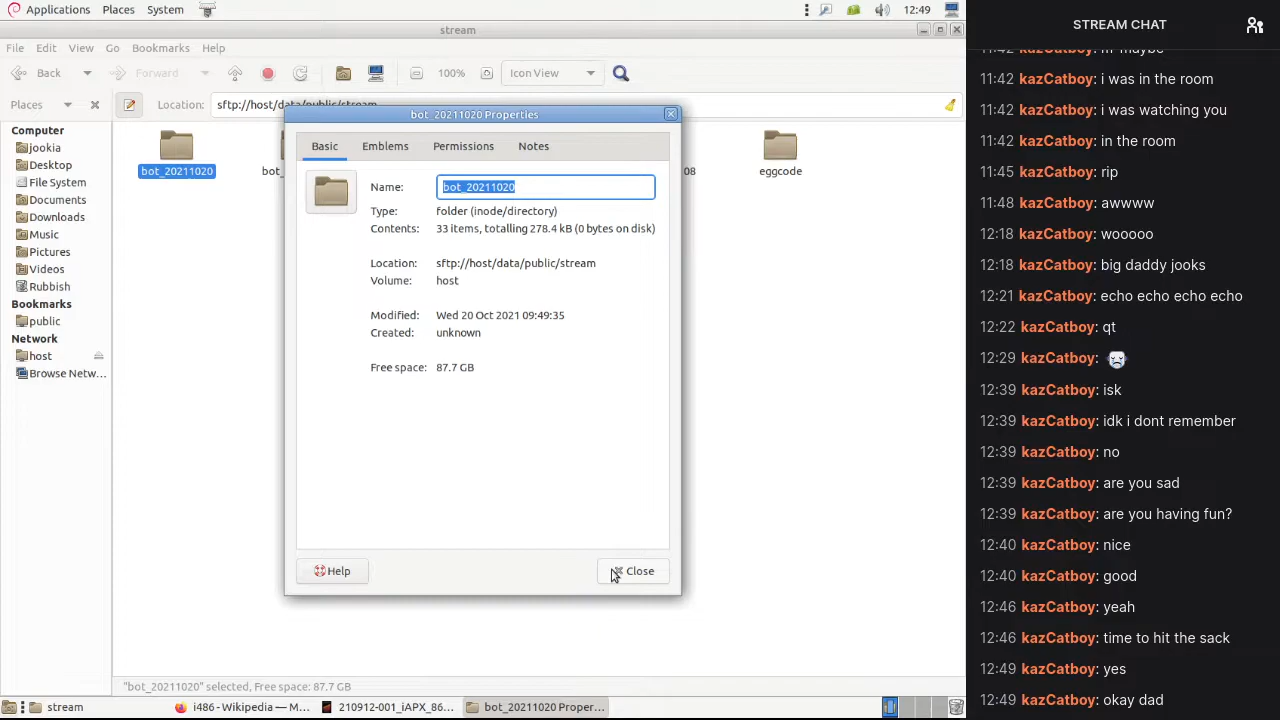 Applications Places System 12:49
stream
File Edit View Go Bookmarks Help
Back Forward 100% Icon View
Places Location: sftp://host/data/public/stream
Computer
jookia
Desktop
File System
Documents
Downloads
Music
Pictures
Videos
Rubbish
Bookmarks
public
Network
host
Browse Netw...
bot_20211020
bot_
08
eggcode
bot_20211020 Properties
Basic Emblems Permissions Notes
Name: bot_20211020
Type: folder (inode/directory)
Contents: 33 items, totalling 278.4 kB (0 bytes on disk)
Location: sftp://host/data/public/stream
Volume: host
Modified: Wed 20 Oct 2021 09:49:35
Created: unknown
Free space: 87.7 GB
Help Close
"bot_20211020" selected, Free space: 87.7 GB
stream i486 - Wikipedia — M... 210912-001_iAPX_86... bot_20211020 Proper...
STREAM CHAT
11:42 kazCatboy: m maybe
11:42 kazCatboy: i was in the room
11:42 kazCatboy: i was watching you
11:42 kazCatboy: in the room
11:45 kazCatboy: rip
11:48 kazCatboy: awwww
12:18 kazCatboy: wooooo
12:18 kazCatboy: big daddy jooks
12:21 kazCatboy: echo echo echo echo
12:22 kazCatboy: qt
12:29 kazCatboy:
12:39 kazCatboy: isk
12:39 kazCatboy: idk i dont remember
12:39 kazCatboy: no
12:39 kazCatboy: are you sad
12:39 kazCatboy: are you having fun?
12:40 kazCatboy: nice
12:40 kazCatboy: good
12:46 kazCatboy: yeah
12:46 kazCatboy: time to hit the sack
12:49 kazCatboy: yes
12:49 kazCatboy: okay dad